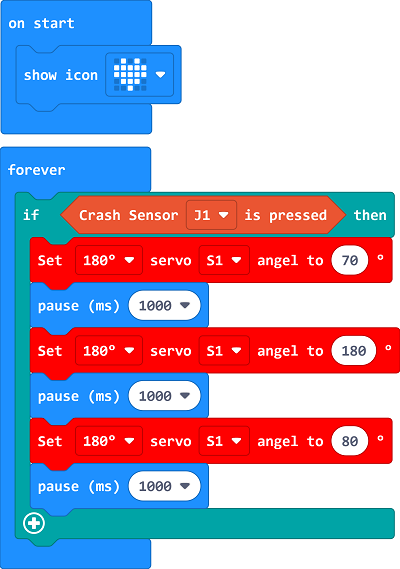 on start
show icon
forever
if Crash Sensor J1 is pressed then
Set 180° servo S1 angel to 70 °
pause (ms) 1000
Set 180° servo S1 angel to 180 °
pause (ms) 1000
Set 180° servo S1 angel to 80 °
pause (ms) 1000